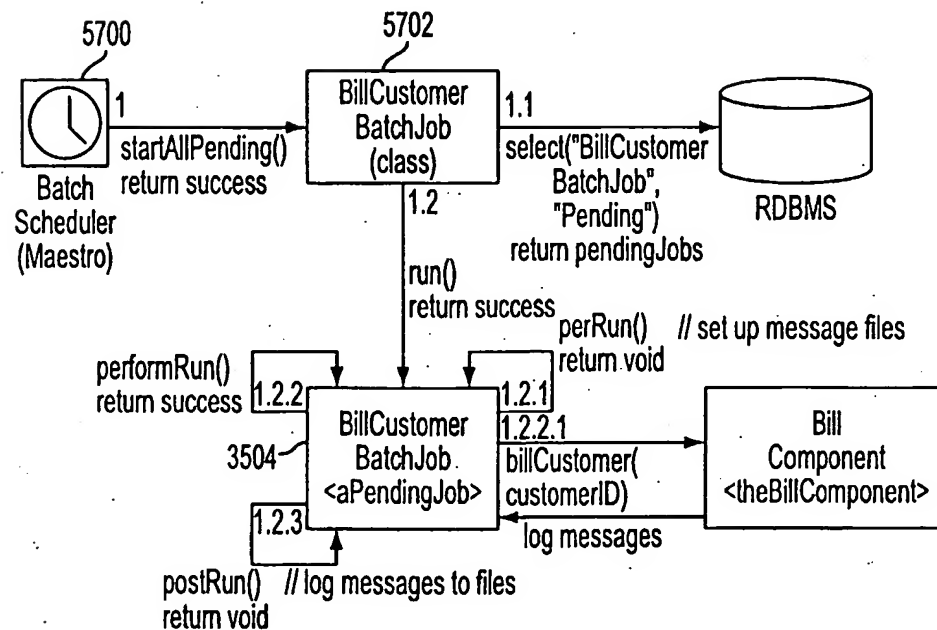 5700
5702
1
startAllPending()
return success
Batch
Scheduler
(Maestro)
BillCustomer
BatchJob
(class)
1.1
select("BillCustomer
BatchJob",
"Pending")
return pendingJobs
RDBMS
1.2
run()
return success
perRun() // set up message files
return void
performRun()
return success
1.2.2
1.2.1
3504
BillCustomer
BatchJob
<aPendingJob>
1.2.2.1
billCustomer(
customerID)
log messages
Bill
Component
<theBillComponent>
1.2.3
postRun() // log messages to files
return void